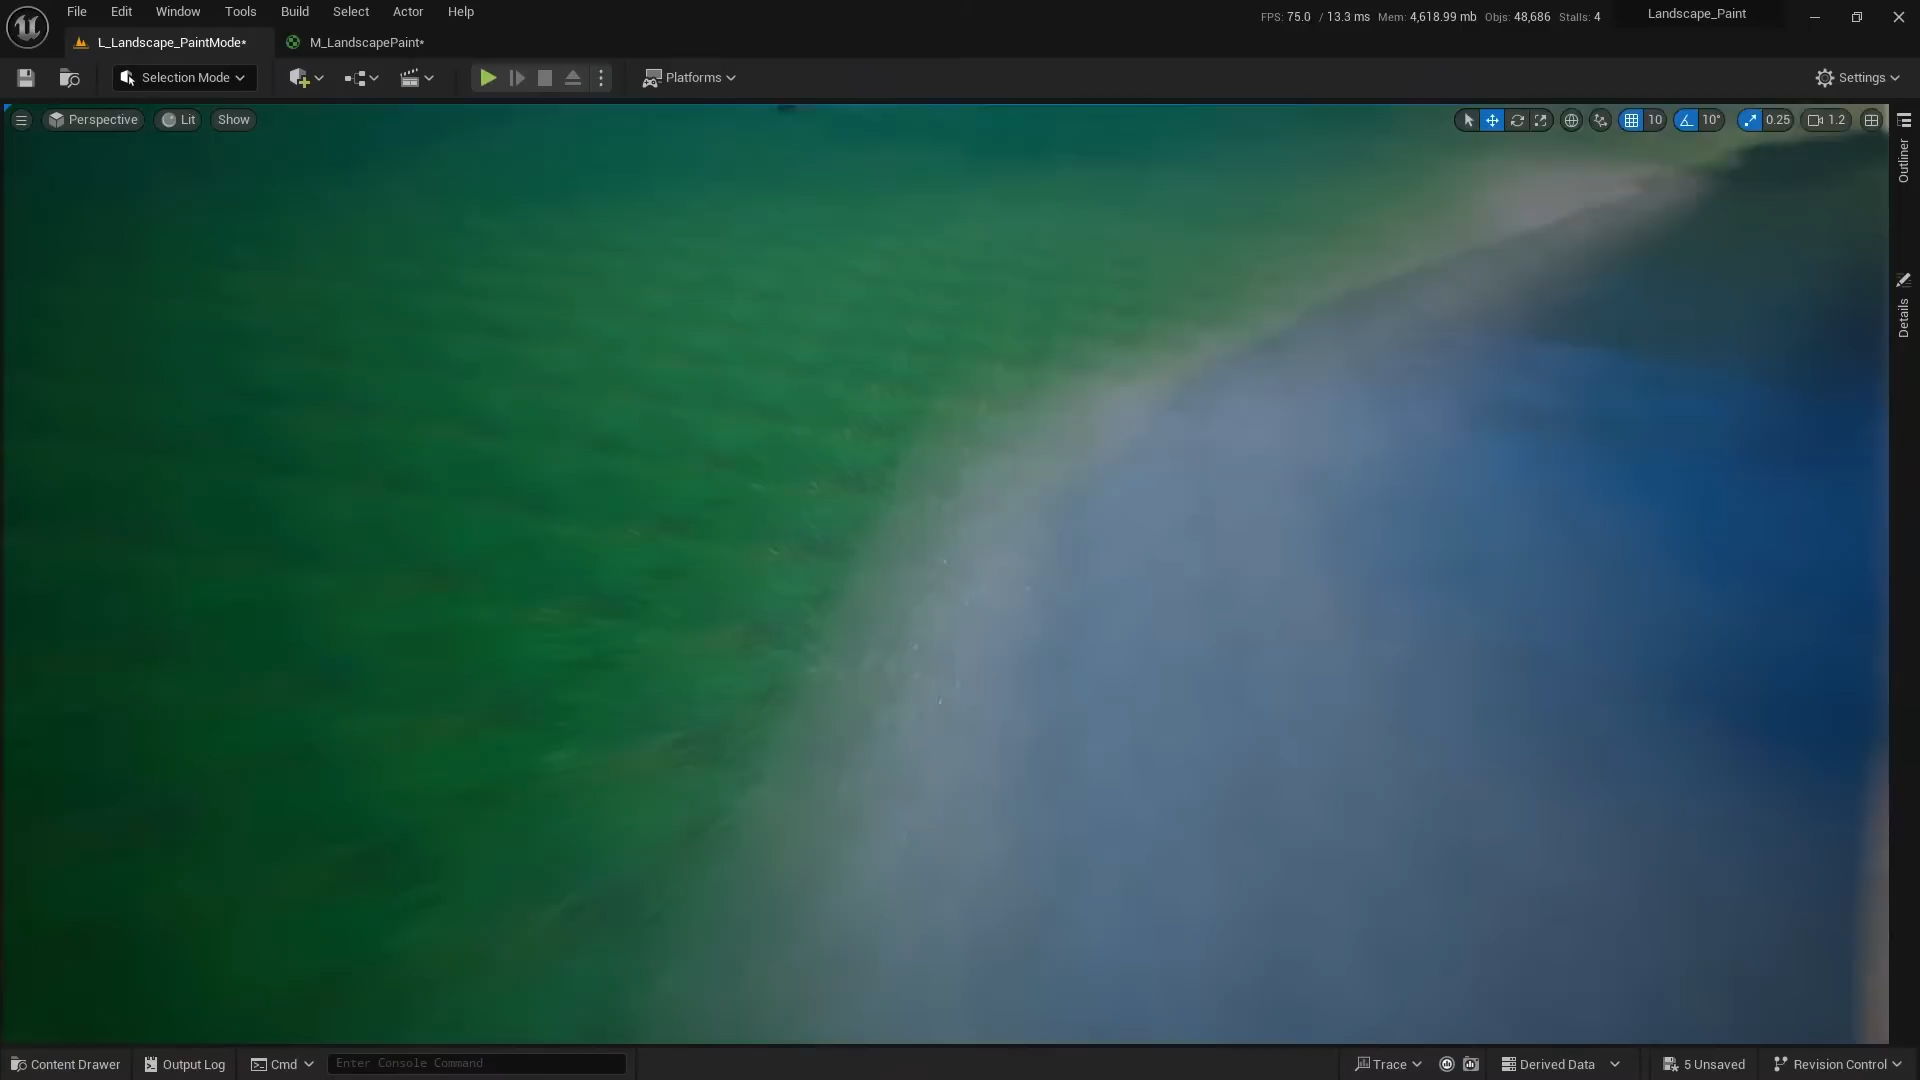 File Edit Window Tools Build Select Actor Help
FPS: 75.0 / 13.3 ms Mem: 4,618.99 mb Objs: 48,686 Stalls: 4
Landscape_Paint
L_Landscape_PaintMode*
M_LandscapePaint*
Selection Mode
Platforms
Settings
Perspective
Lit
Show
10
10°
0.25
1.2
Outliner
Details
Content Drawer
Output Log
Cmd
Enter Console Command
Trace
Derived Data
5 Unsaved
Revision Control